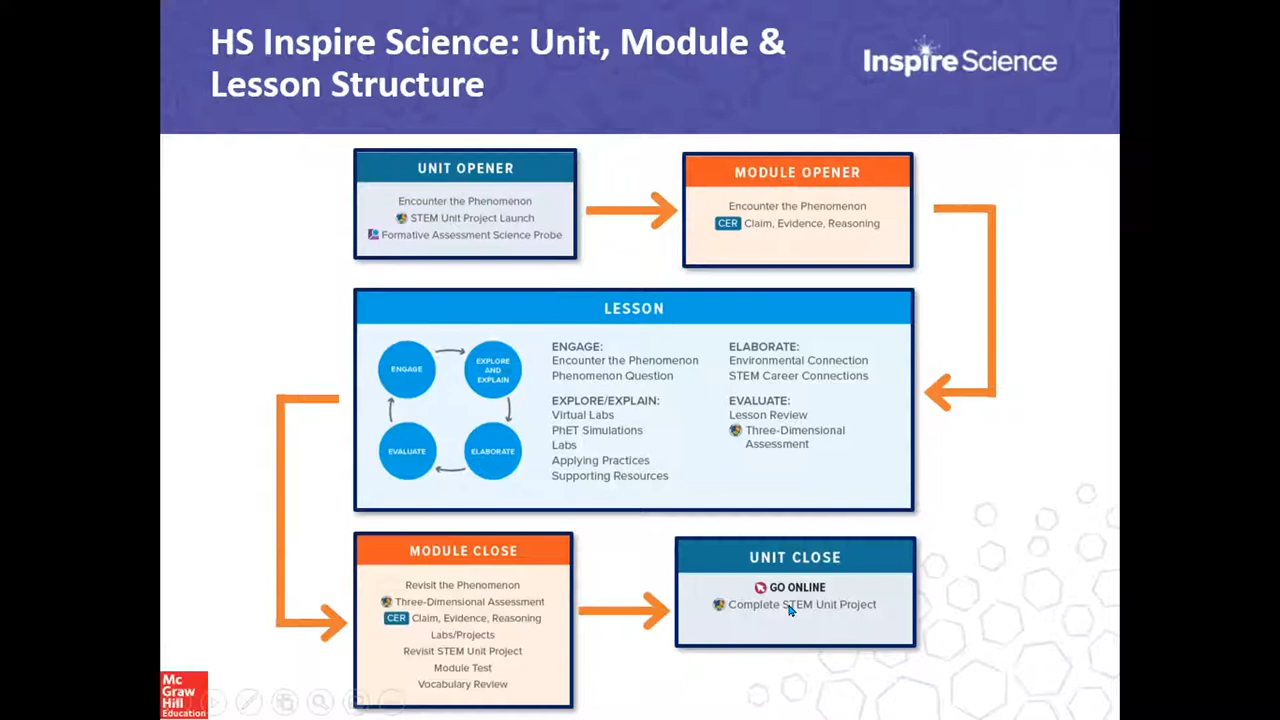 HS Inspire Science: Unit, Module &
Lesson Structure
Inspire Science
UNIT OPENER
Encounter the Phenomenon
STEM Unit Project Launch
Formative Assessment Science Probe
MODULE OPENER
Encounter the Phenomenon
CER Claim, Evidence, Reasoning
LESSON
ENGAGE
EXPLORE
AND
EXPLAIN
EVALUATE
ELABORATE
ENGAGE:
Encounter the Phenomenon
Phenomenon Question
EXPLORE/EXPLAIN:
Virtual Labs
PhET Simulations
Labs
Applying Practices
Supporting Resources
ELABORATE:
Environmental Connection
STEM Career Connections
EVALUATE:
Lesson Review
Three-Dimensional
Assessment
MODULE CLOSE
Revisit the Phenomenon
Three-Dimensional Assessment
CER Claim, Evidence, Reasoning
Labs/Projects
Revisit STEM Unit Project
Module Test
Vocabulary Review
UNIT CLOSE
GO ONLINE
Complete STEM Unit Project
Mc
Graw
Hill
Education